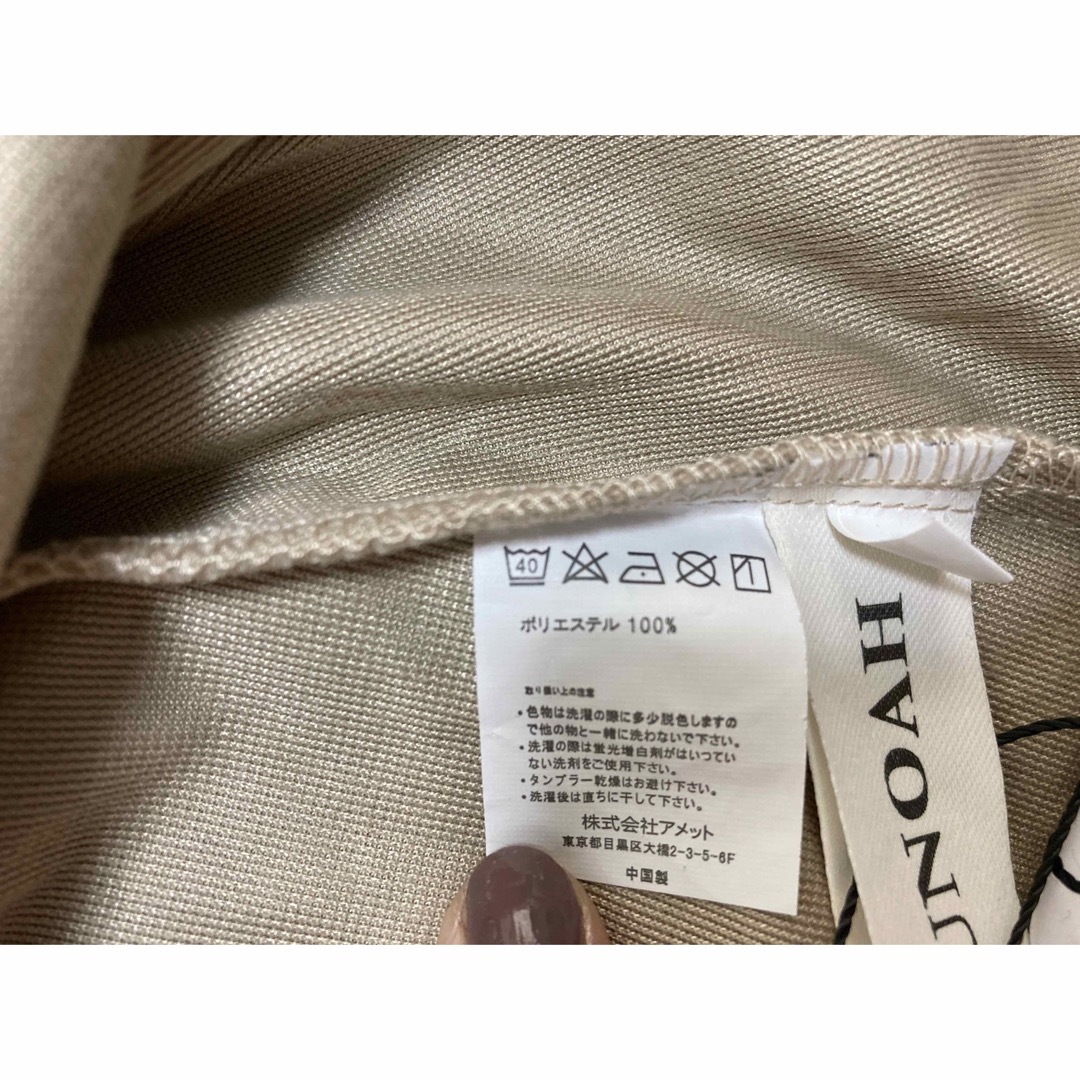 40
ポリエステル 100%
取り扱い上の注意
・色物は洗濯の際に多少脱色しますの
で他の物と一緒に洗わないで下さい。
・洗濯の際は蛍光増白剤がはいつてい
ない洗剤をご使用下さい。
・タンブラー乾燥はお避け下さい。
・洗濯後は直ちに干して下さい。
株式会社アメット
東京都目黒区大橋2-3-5-6F
中国製
UNOAH